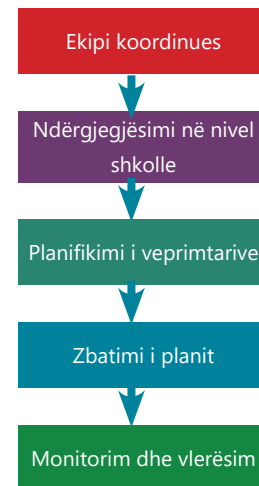 Ekipi koordinues
Ndërgjegjësimi në nivel
shkolle
Planifikimi i veprimtarive
Zbatimi i planit
Monitorim dhe vlerësim